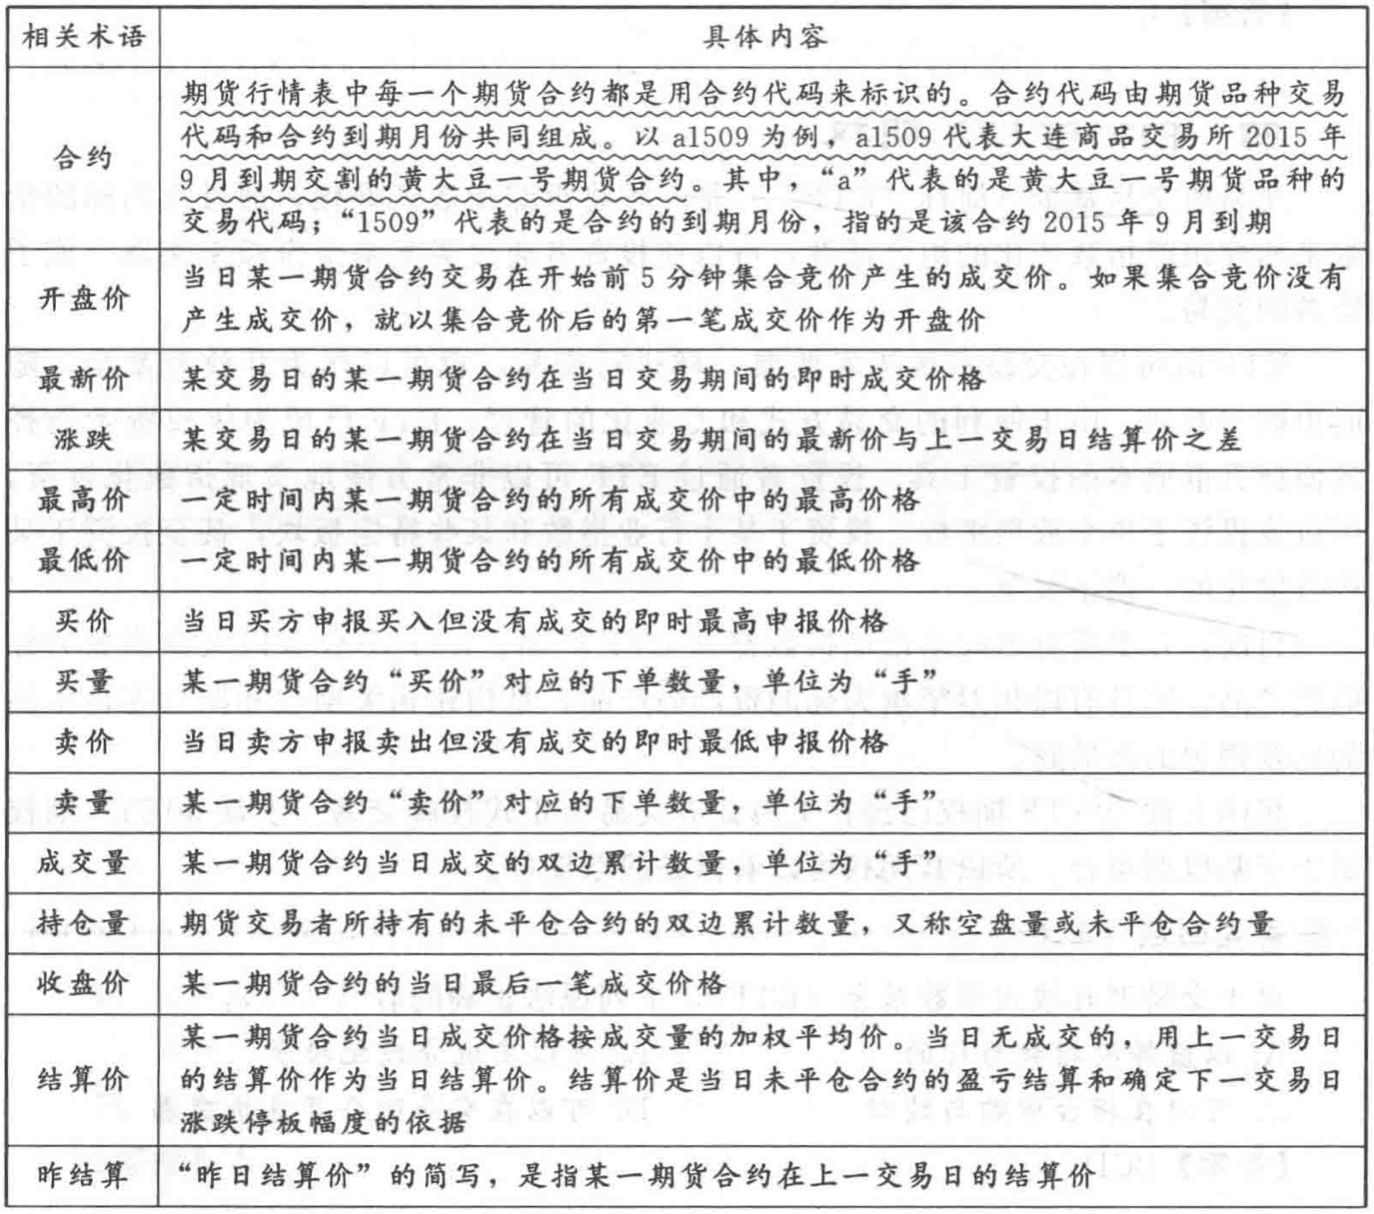 相关术语 具体内容
合约 期货行情表中每一个期货合约都是用合约代码来标识的。合约代码由期货品种交易
代码和合约到期月份共同组成。以 a1509 为例，a1509 代表大连商品交易所 2015 年
9 月到期交割的黄大豆一号期货合约。其中，“a”代表的是黄大豆一号期货品种的
交易代码；“1509”代表的是合约的到期月份，指的是该合约 2015 年 9 月到期
开盘价 当日某一期货合约交易在开始前 5 分钟集合竞价产生的成交价。如果集合竞价没有
产生成交价，就以集合竞价后的第一笔成交价作为开盘价
最新价 某交易日的某一期货合约在当日交易期间的即时成交价格
涨跌 某交易日的某一期货合约在当日交易期间的最新价与上一交易日结算价之差
最高价 一定时间内某一期货合约的所有成交价中的最高价格
最低价 一定时间内某一期货合约的所有成交价中的最低价格
买价 当日买方申报买入但没有成交的即时最高申报价格
买量 某一期货合约“买价”对应的下单数量，单位为“手”
卖价 当日卖方申报卖出但没有成交的即时最低申报价格
卖量 某一期货合约“卖价”对应的下单数量，单位为“手”
成交量 某一期货合约当日成交的双边累计数量，单位为“手”
持仓量 期货交易者所持有的未平仓合约的双边累计数量，又称空盘量或未平仓合约量
收盘价 某一期货合约的当日最后一笔成交价格
结算价 某一期货合约当日成交价格按成交量的加权平均价。当日无成交的，用上一交易日
的结算价作为当日结算价。结算价是当日未平仓合约的盈亏结算和确定下一交易日
涨跌停板幅度的依据
昨结算 “昨日结算价”的简写，是指某一期货合约在上一交易日的结算价